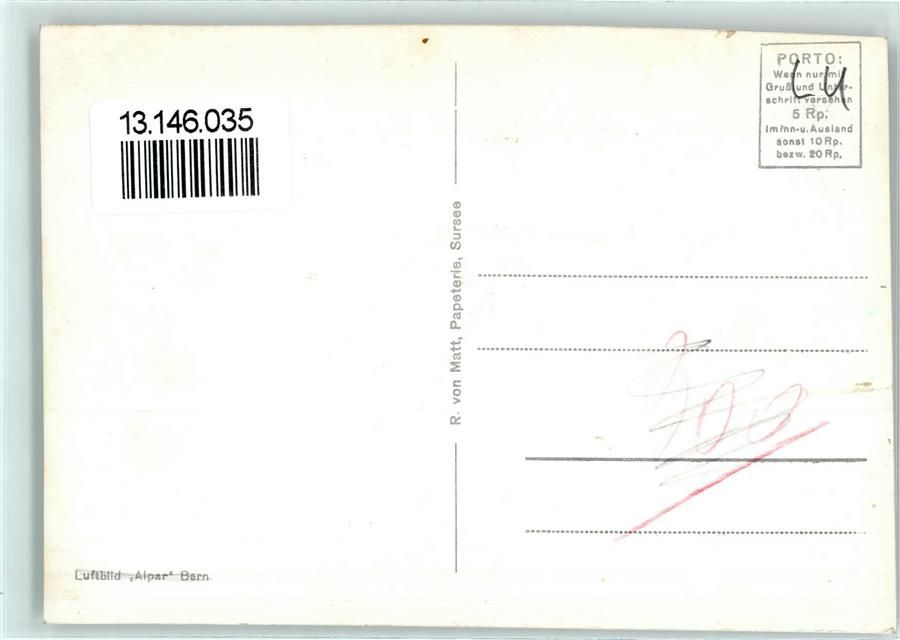 13.146.035
PORTO:
Wenn nur mit
Gruß und Unter-
schrift versehen
5 Rp.
Im Inn- u. Ausland
sonst 10 Rp.
bezw. 20 Rp.
LU
R. von Matt, Papeterie, Sursee
Luftbild „Alpar" Bern